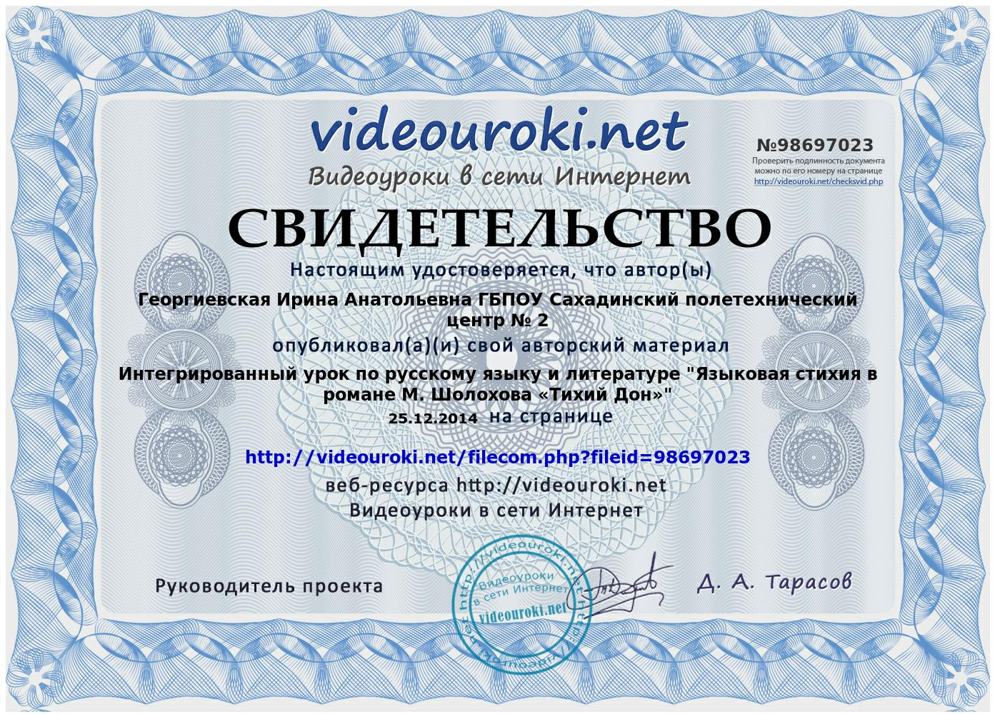 videouroki.net
Видеоуроки в сети Интернет
№98697023
Проверить подлинность документа
можно по его номеру на странице
http://videouroki.net/checksvid.php
СВИДЕТЕЛЬСТВО
Настоящим удостоверяется, что автор(ы)
Георгиевская Ирина Анатольевна ГБПОУ Сахадинский полетехнический
центр № 2
опубликовал(а)(и) свой авторский материал
Интегрированный урок по русскому языку и литературе "Языковая стихия в
романе М. Шолохова «Тихий Дон»"
25.12.2014 на странице
http://videouroki.net/filecom.php?fileid=98697023
веб-ресурса http://videouroki.net
Видеоуроки в сети Интернет
Руководитель проекта
http://videouroki.net http://videouroki.net
Видеоуроки
в сети Интернет
videouroki.net
Д. А. Тарасов